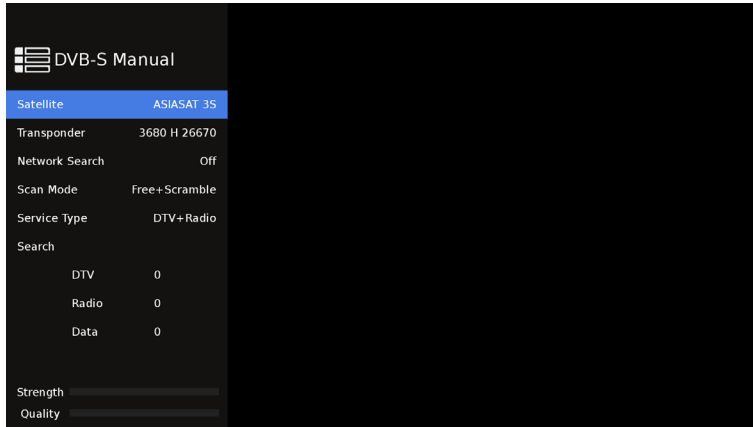 DVB-S Manual
Satellite ASIASAT 3S
Transponder 3680 H 26670
Network Search Off
Scan Mode Free+Scramble
Service Type DTV+Radio
Search
DTV 0
Radio 0
Data 0
Strength
Quality